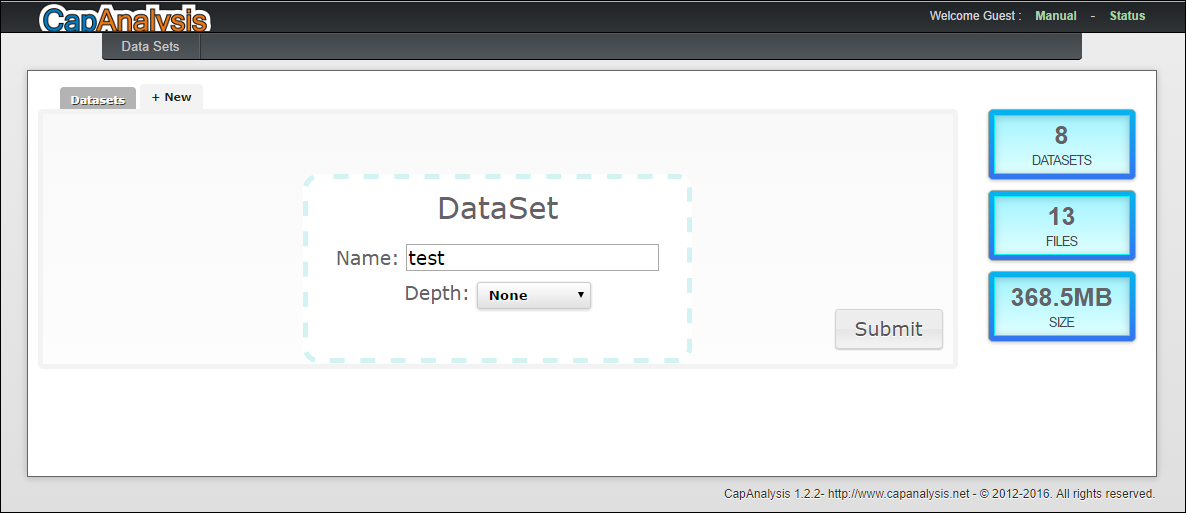 CapAnalysis
Welcome Guest : Manual - Status
Data Sets
Datasets + New
DataSet
Name: test
Depth: None
Submit
8
DATASETS
13
FILES
368.5MB
SIZE
CapAnalysis 1.2.2- http://www.capanalysis.net - © 2012-2016. All rights reserved.